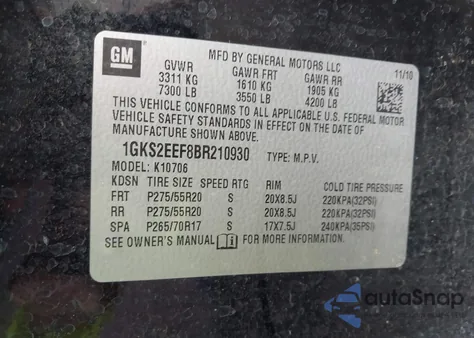 GM
MFD BY GENERAL MOTORS LLC
GVWR GAWR FRT GAWR RR 11/10
3311 KG 1610 KG 1905 KG
7300 LB 3550 LB 4200 LB
THIS VEHICLE CONFORMS TO ALL APPLICABLE U.S. FEDERAL MOTOR
VEHICLE SAFETY STANDARDS IN EFFECT ON THE DATE OF
MANUFACTURE SHOWN ABOVE.
1GKS2EEF8BR210930 TYPE: M.P.V.
MODEL: K10706
KDSN TIRE SIZE SPEED RTG RIM COLD TIRE PRESSURE
FRT P275/55R20 S 20X8.5J 220KPA(32PSI)
RR P275/55R20 S 20X8.5J 220KPA(32PSI)
SPA P265/70R17 S 17X7.5J 240KPA(35PSI)
SEE OWNER'S MANUAL FOR MORE INFORMATION.
autoSnap